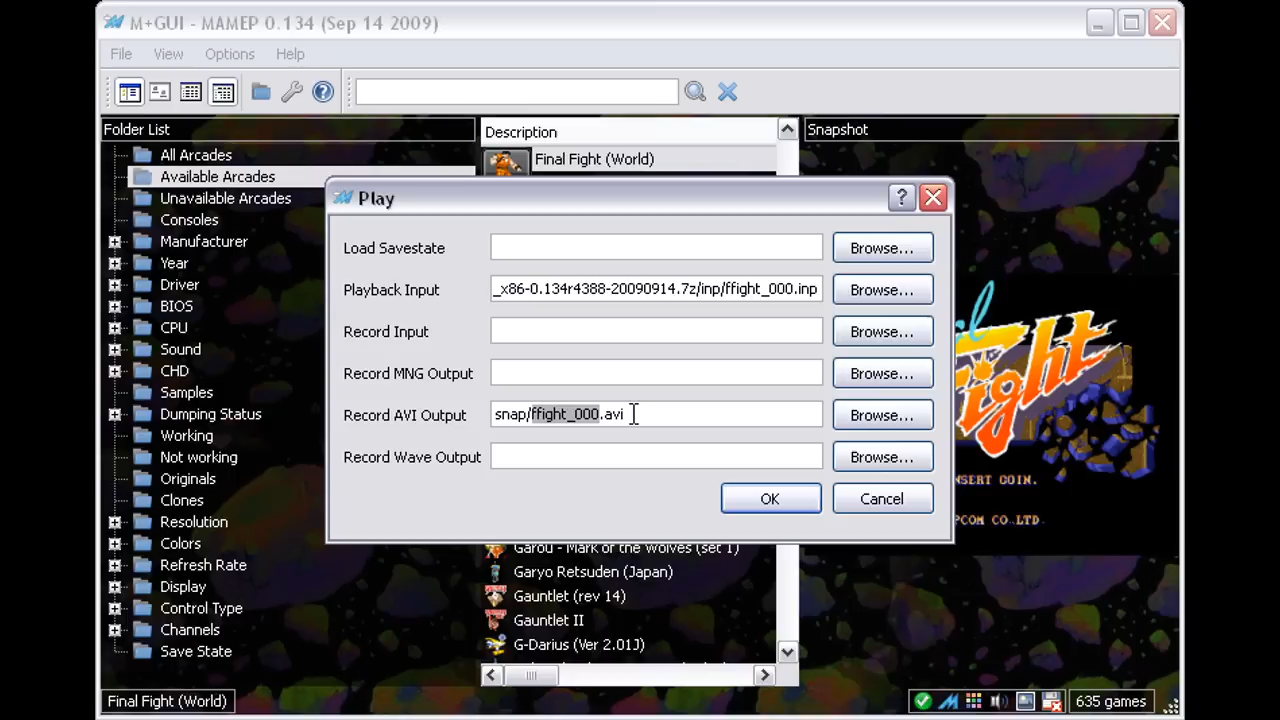 M+GUI - MAMEP 0.134 (Sep 14 2009)
File View Options Help
Folder List
All Arcades
Available Arcades
Unavailable Arcades
Consoles
Manufacturer
Year
Driver
BIOS
CPU
Sound
CHD
Samples
Dumping Status
Working
Not working
Originals
Clones
Resolution
Colors
Refresh Rate
Display
Control Type
Channels
Save State
Description
Final Fight (World)
Play
Load Savestate
Browse...
Playback Input
_x86-0.134r4388-20090914.7z/inp/ffight_000.inp
Browse...
Record Input
Browse...
Record MNG Output
Browse...
Record AVI Output
snap/ffight_000.avi
Browse...
Record Wave Output
Browse...
OK
Cancel
Garou - Mark of the Wolves (set 1)
Garyo Retsuden (Japan)
Gauntlet (rev 14)
Gauntlet II
G-Darius (Ver 2.01J)
Snapshot
Fight
NSERT COIN.
PCOM CO.LTD.
Final Fight (World)
635 games